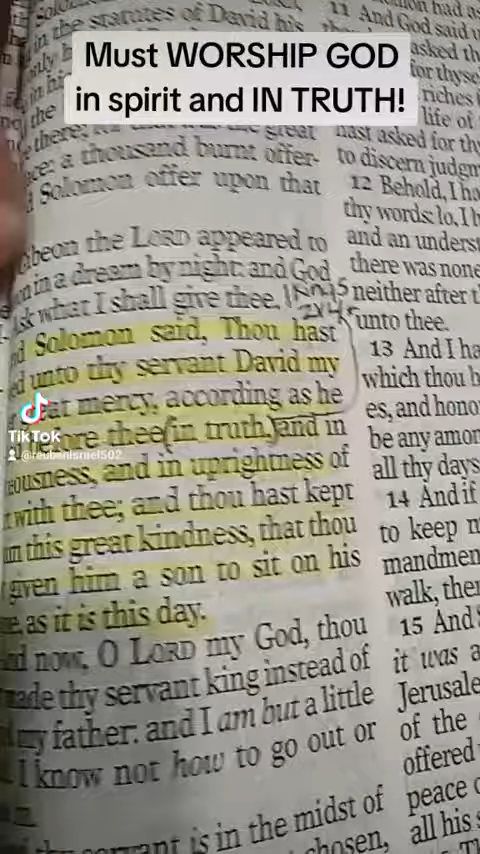 Must WORSHIP GOD
in spirit and IN TRUTH!
in the statutes of David his
there;
great
a thousand burnt offer-
Solomon offer upon that
the LORD appeared to
in a dream by night: and God
what I shall give thee.
Solomon said, Thou hast
unto thy servant David my
mercy, according as he
thee (in truth,) and in
and in uprightness of
with thee; and thou hast kept
this great kindness, that thou
given him a son to sit on his
as it is this day.
now, O LORD my God, thou
thy servant king instead of
my father: and I am but a little
I know not how to go out or
is in the midst of
chosen,
11 And God said u
asked th
for thyse
riches
life of
hast asked for thy
to discern judgm
12 Behold, I ha
thy words: lo, I h
and an underst
there was none
neither after t
unto thee.
13 And I ha
which thou h
es, and hono
be any amon
all thy days
14 And if
to keep m
mandmen
walk, then
15 And
it was a
Jerusale
of the
offered
peace o
all his s
TikTok
@reubenisrael502